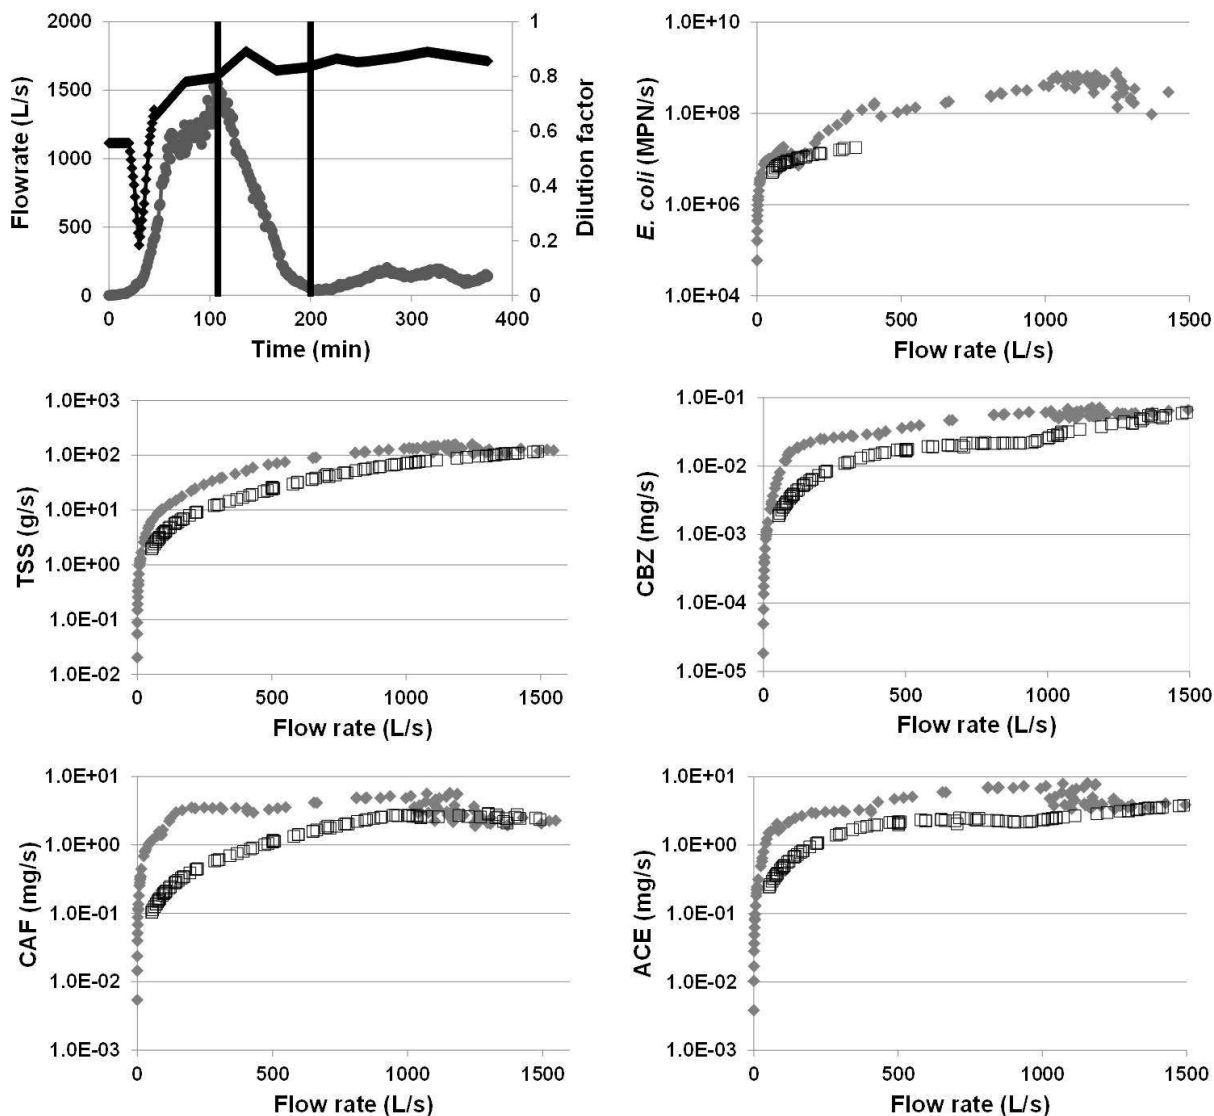 2000
1500
1000
500
0
Flowrate (L/s)
1
0.8
0.6
0.4
0.2
0
Dilution factor
0 100 200 300 400
Time (min)
1.0E+10
1.0E+08
1.0E+06
1.0E+04
E. coli (MPN/s)
0 500 1000 1500
Flow rate (L/s)
1.0E+03
1.0E+02
1.0E+01
1.0E+00
1.0E-01
1.0E-02
TSS (g/s)
0 500 1000 1500
Flow rate (L/s)
1.0E-01
1.0E-02
1.0E-03
1.0E-04
1.0E-05
CBZ (mg/s)
0 500 1000 1500
Flow rate (L/s)
1.0E+01
1.0E+00
1.0E-01
1.0E-02
1.0E-03
CAF (mg/s)
0 500 1000 1500
Flow rate (L/s)
1.0E+01
1.0E+00
1.0E-01
1.0E-02
1.0E-03
ACE (mg/s)
0 500 1000 1500
Flow rate (L/s)